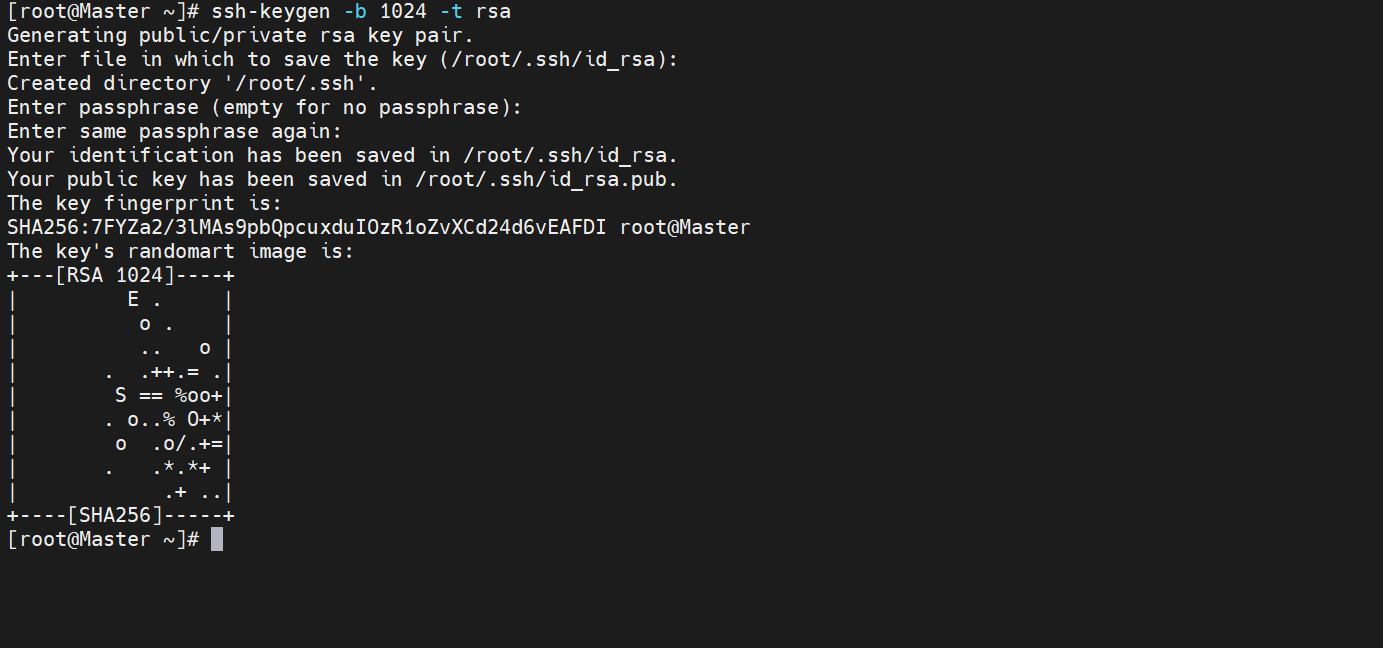 [root@Master ~]# ssh-keygen -b 1024 -t rsa
Generating public/private rsa key pair.
Enter file in which to save the key (/root/.ssh/id_rsa):
Created directory '/root/.ssh'.
Enter passphrase (empty for no passphrase):
Enter same passphrase again:
Your identification has been saved in /root/.ssh/id_rsa.
Your public key has been saved in /root/.ssh/id_rsa.pub.
The key fingerprint is:
SHA256:7FYZa2/3lMAs9pbQpcuxduIOzR1oZvXCd24d6vEAFDI root@Master
The key's randomart image is:
+---[RSA 1024]----+
|         E .     |
|          o .    |
|          ..   o |
|       .  .++.= .|
|        S == %oo+|
|       . o..% O+*|
|        o  .o/.+=|
|       .   .*.*+ |
|            .+ ..|
+----[SHA256]-----+
[root@Master ~]#